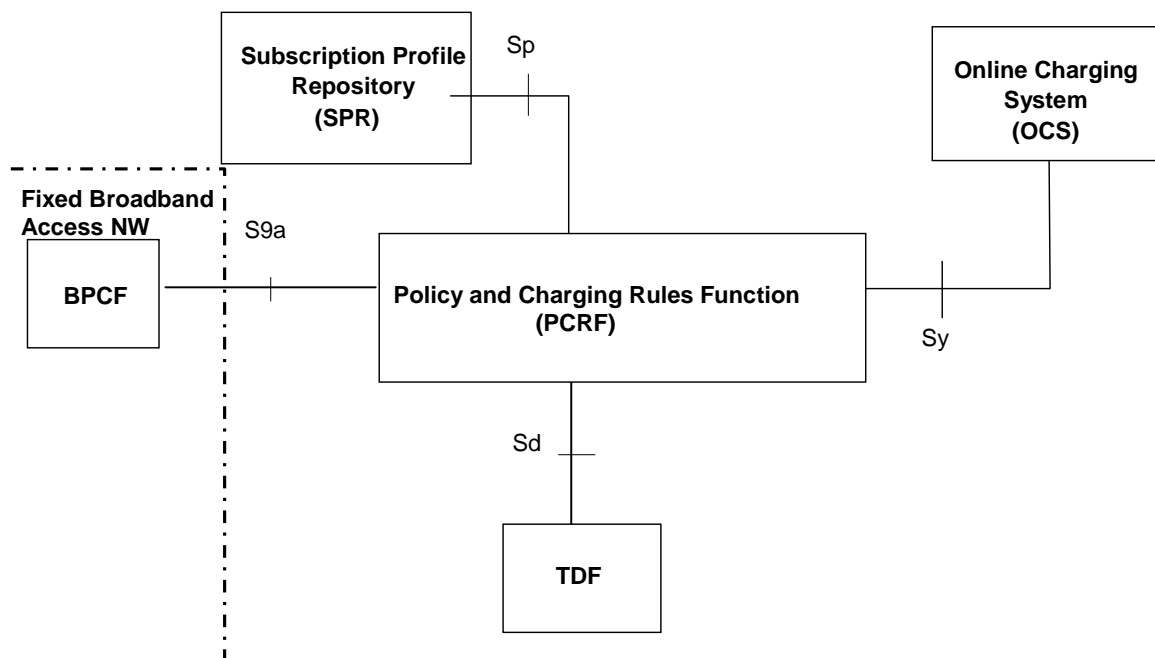 Subscription Profile
Repository
(SPR)
Sp
Online Charging
System
(OCS)
Fixed Broadband
Access NW
S9a
BPCF
Policy and Charging Rules Function
(PCRF)
Sy
Sd
TDF